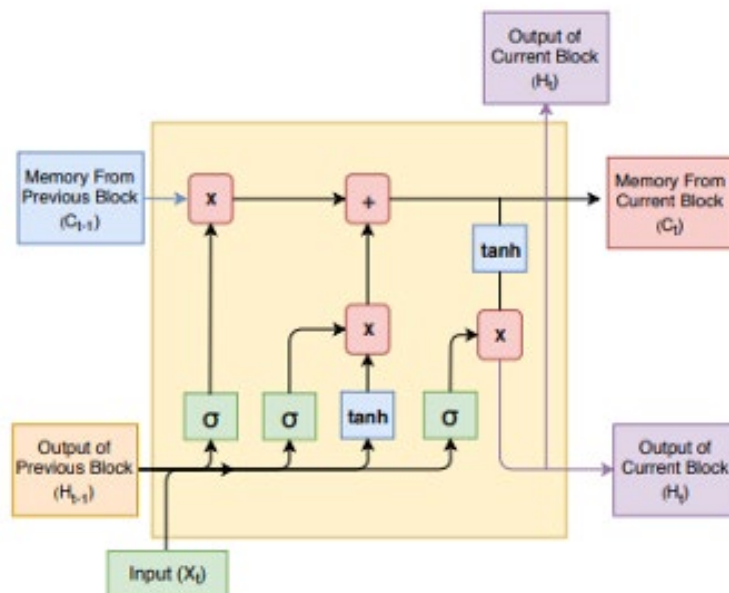 Output of
Current Block
(Ht)
Memory From
Previous Block
(Ct-1)
x
+
Memory From
Current Block
(Ct)
tanh
x
x
σ
σ
tanh
σ
Output of
Previous Block
(Ht-1)
Output of
Current Block
(Ht)
Input (Xt)